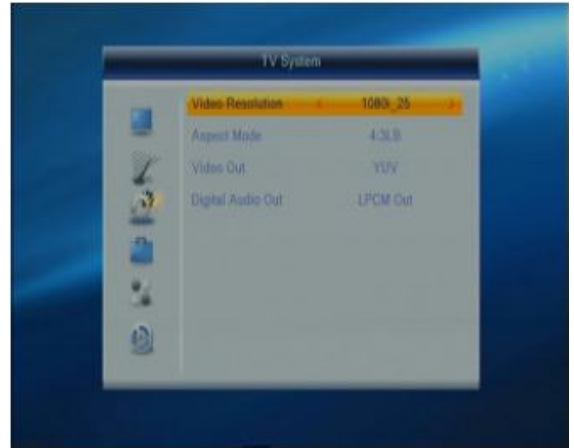 TV System
Video Resolution 1080i_25
Aspect Mode 4:3LB
Video Out YUV
Digital Audio Out LPCM Out